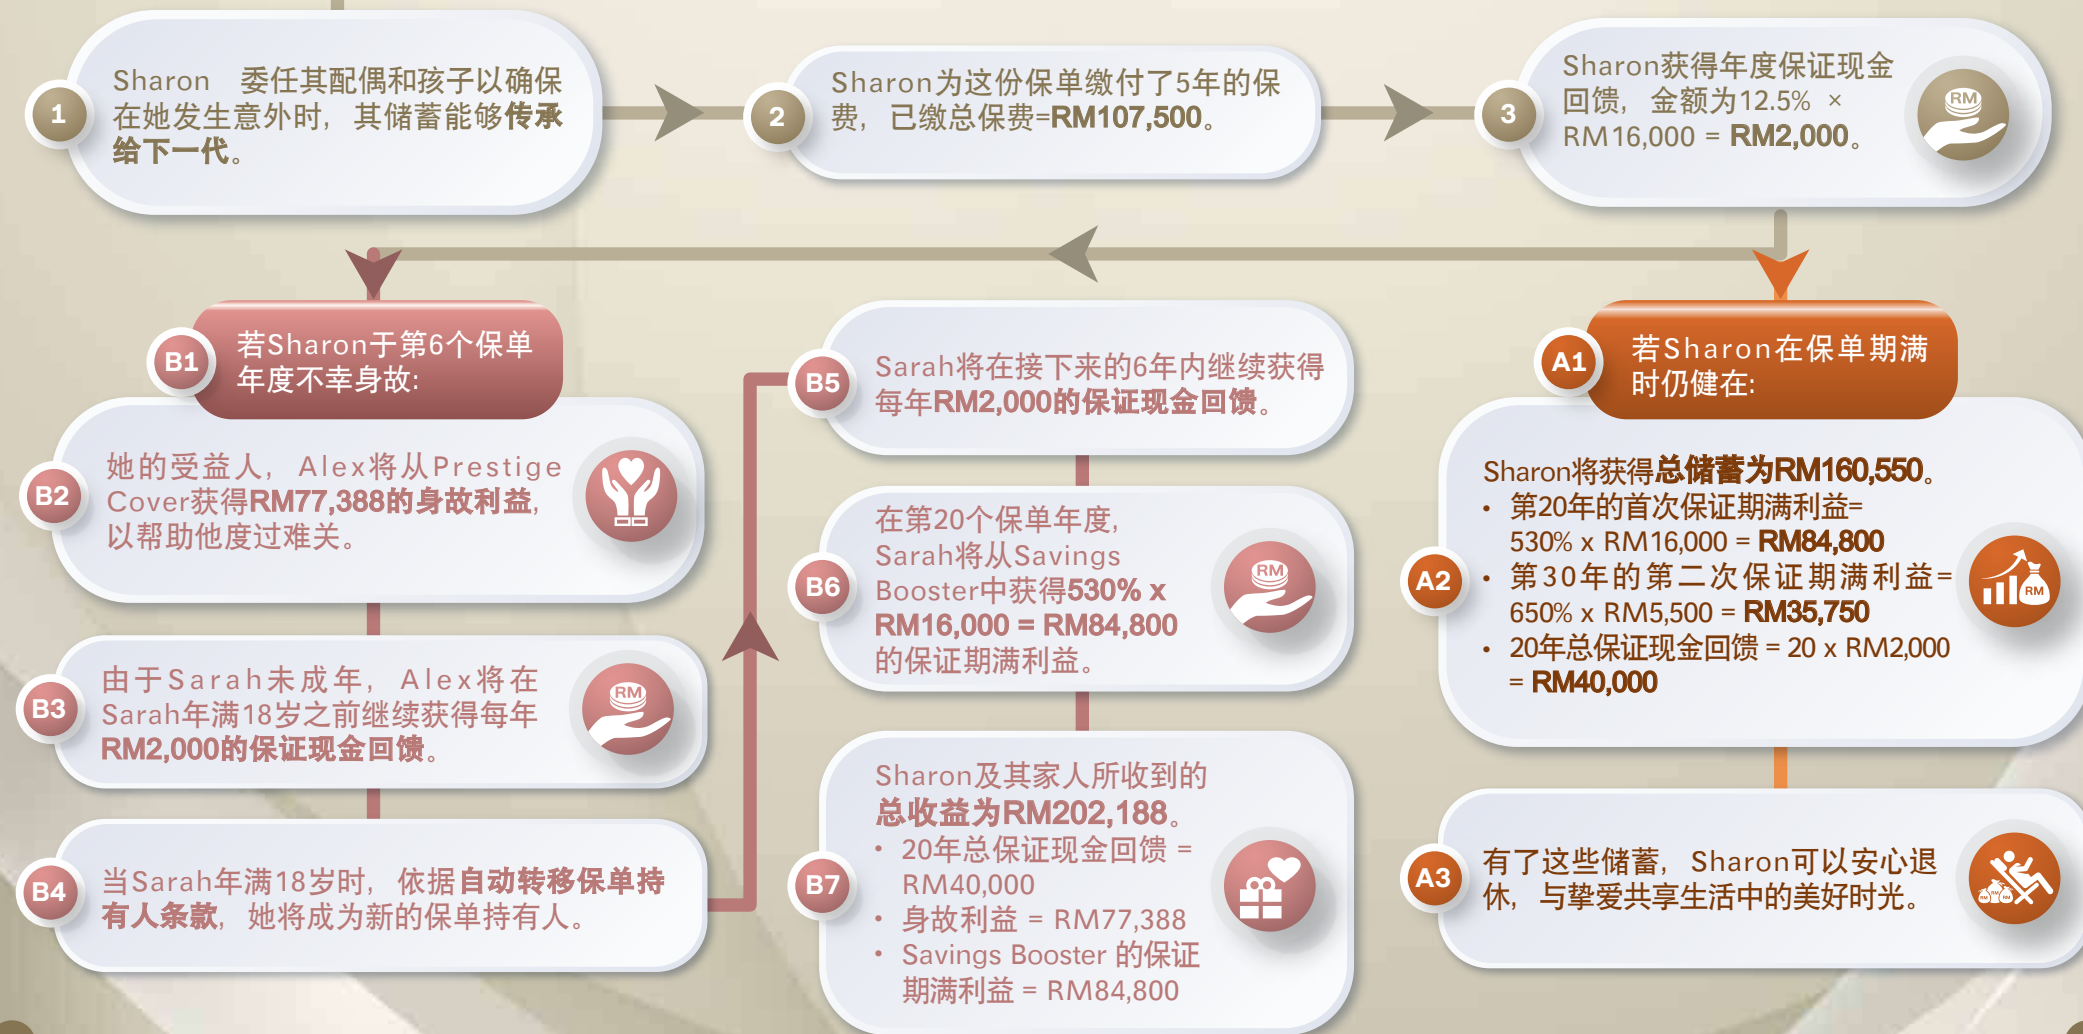 1
Sharon 委任其配偶和孩子以确保
在她发生意外时，其储蓄能够传承
给下一代。
2
Sharon为这份保单缴付了5年的保
费，已缴总保费=RM107,500。
3
Sharon获得年度保证现金
回馈，金额为12.5% ×
RM16,000 = RM2,000。
RM
B1
若Sharon于第6个保单
年度不幸身故:
B2
她的受益人，Alex将从Prestige
Cover获得RM77,388的身故利益,
以帮助他度过难关。
B3
由于Sarah未成年，Alex将在
Sarah年满18岁之前继续获得每年
RM2,000的保证现金回馈。
RM
B4
当Sarah年满18岁时，依据自动转移保单持
有人条款，她将成为新的保单持有人。
B5
Sarah将在接下来的6年内继续获得
每年RM2,000的保证现金回馈。
B6
在第20个保单年度,
Sarah将从Savings
Booster中获得530% x
RM16,000 = RM84,800
的保证期满利益。
RM
B7
Sharon及其家人所收到的
总收益为RM202,188。
• 20年总保证现金回馈 =
RM40,000
• 身故利益 = RM77,388
• Savings Booster 的保证
期满利益 = RM84,800
A1
若Sharon在保单期满
时仍健在:
A2
Sharon将获得总储蓄为RM160,550。
• 第20年的首次保证期满利益=
530% x RM16,000 = RM84,800
• 第30年的第二次保证期满利益=
650% x RM5,500 = RM35,750
• 20年总保证现金回馈 = 20 x RM2,000
= RM40,000
RM
A3
有了这些储蓄，Sharon可以安心退
休，与挚爱共享生活中的美好时光。
RM
RM
RM